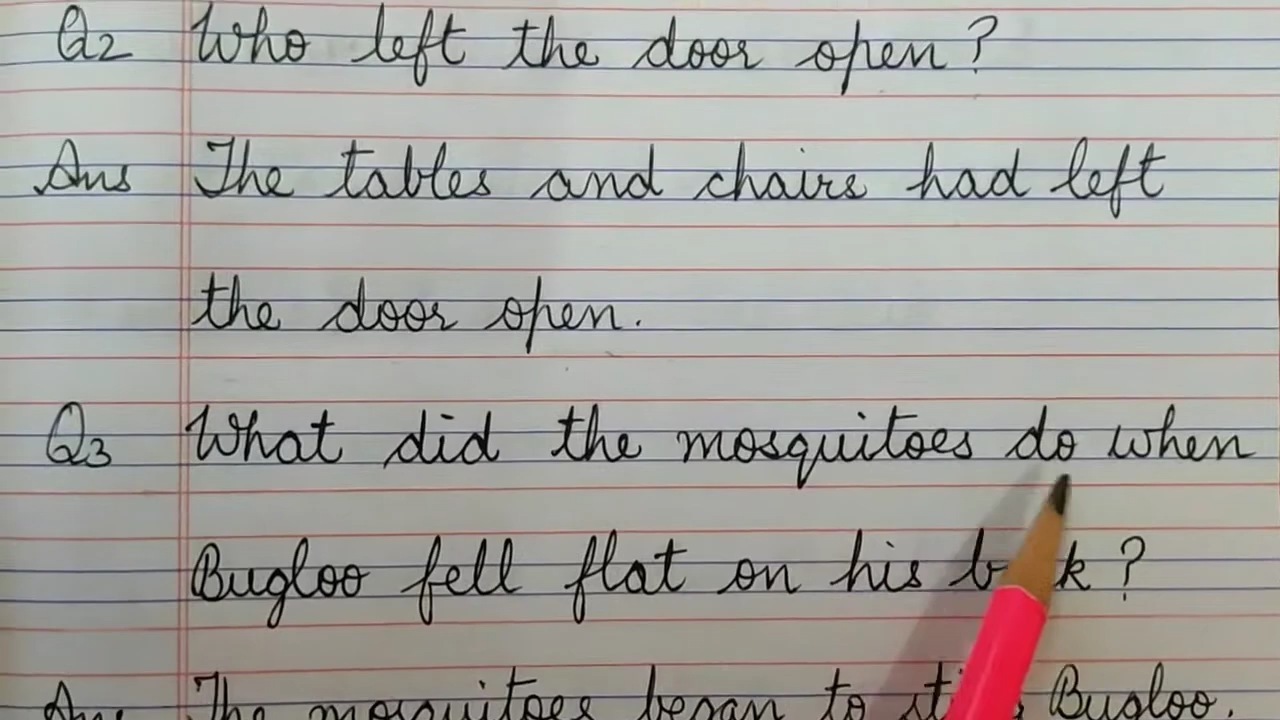 Q2 Who left the door open?
Ans The tables and chairs had left
the door open.
Q3 What did the mosquitoes do when
Bugloo fell flat on his ?
Ans The mosquitoes began to Bugloo.